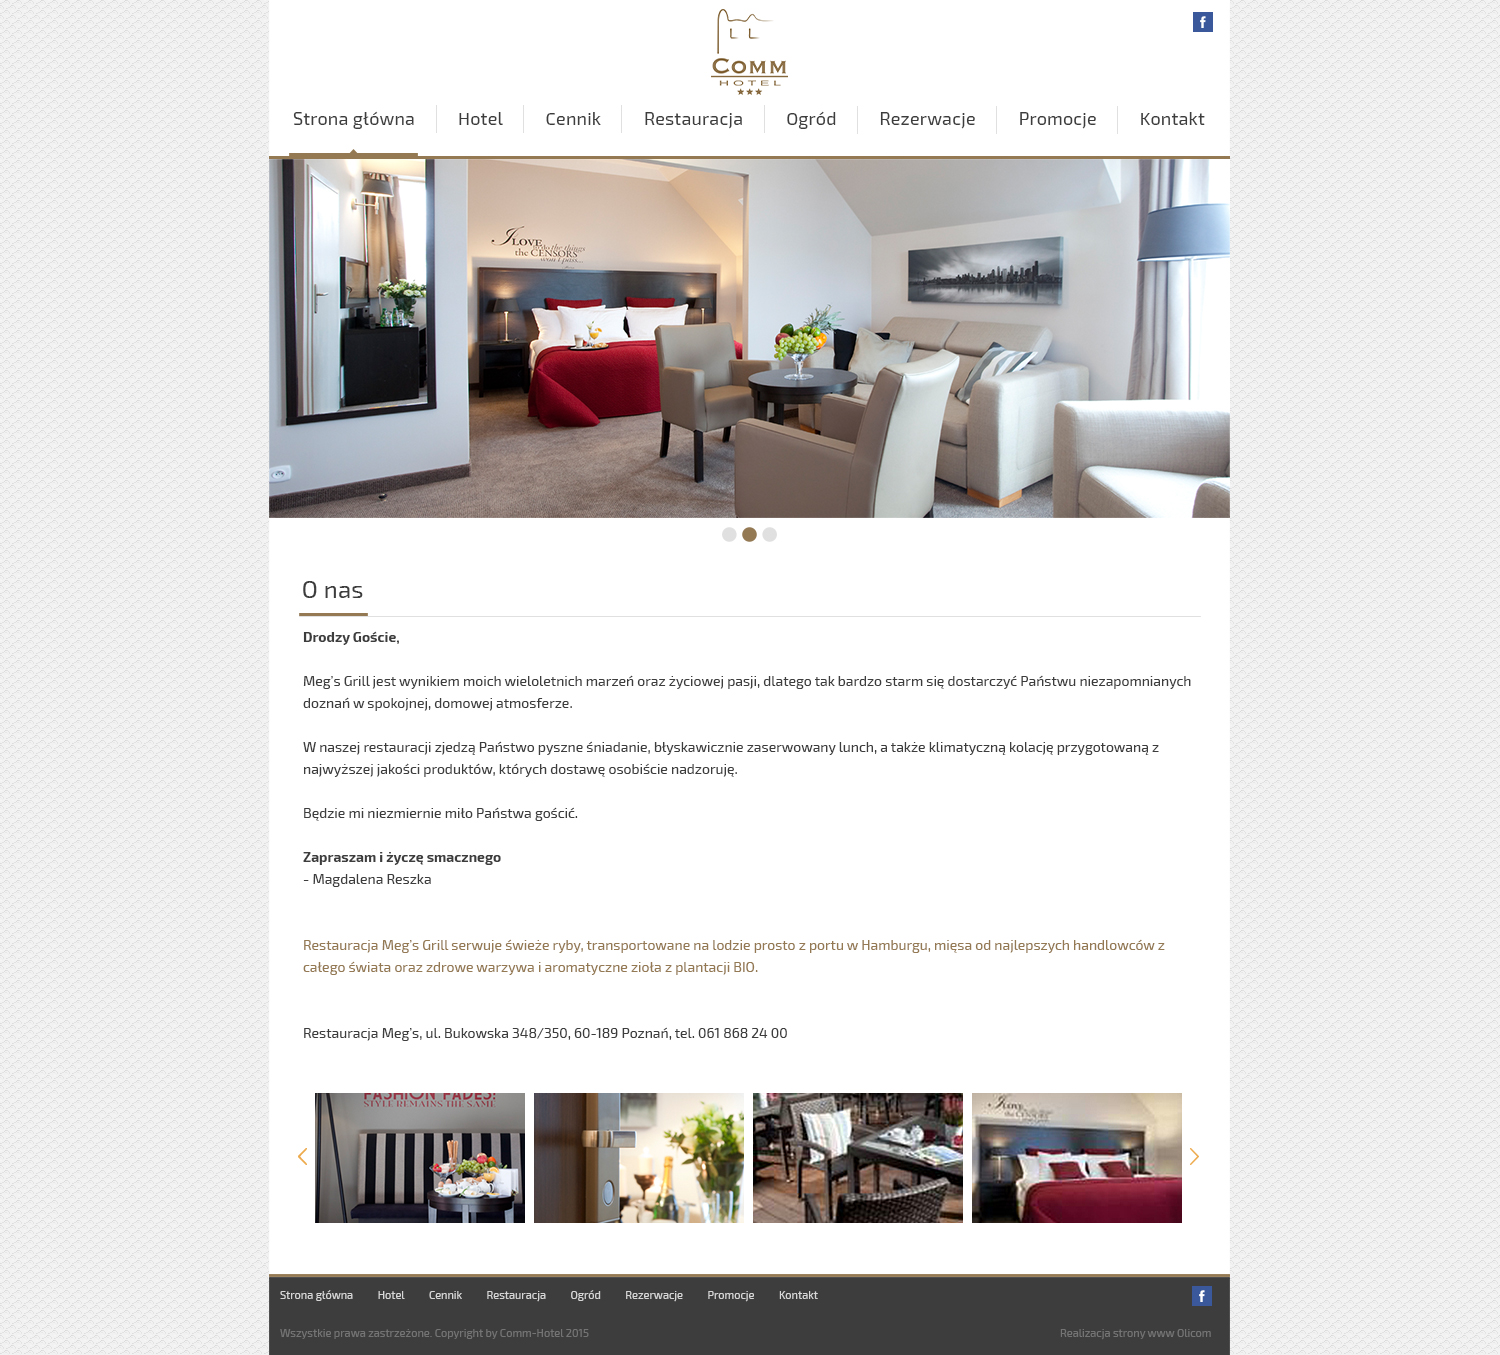 COMM
HOTEL
Strona główna
Hotel
Cennik
Restauracja
Ogród
Rezerwacje
Promocje
Kontakt
I LOVE
to do the things
the CENSORS
won't pass...
O nas
Drodzy Goście,
Meg's Grill jest wynikiem moich wieloletnich marzeń oraz życiowej pasji, dlatego tak bardzo starm się dostarczyć Państwu niezapomnianych
doznań w spokojnej, domowej atmosferze.
W naszej restauracji zjedzą Państwo pyszne śniadanie, błyskawicznie zaserwowany lunch, a także klimatyczną kolację przygotowaną z
najwyższej jakości produktów, których dostawę osobiście nadzoruję.
Będzie mi niezmiernie miło Państwa gościć.
Zapraszam i życzę smacznego
- Magdalena Reszka
Restauracja Meg's Grill serwuje świeże ryby, transportowane na lodzie prosto z portu w Hamburgu, mięsa od najlepszych handlowców z
całego świata oraz zdrowe warzywa i aromatyczne zioła z plantacji BIO.
Restauracja Meg's, ul. Bukowska 348/350, 60-189 Poznań, tel. 061 868 24 00
FASHION FADES!
STYLE REMAINS THE SAME
I LOVE
the CENSORS
Strona główna
Hotel
Cennik
Restauracja
Ogród
Rezerwacje
Promocje
Kontakt
Wszystkie prawa zastrzeżone. Copyright by Comm-Hotel 2015
Realizacja strony www Olicom